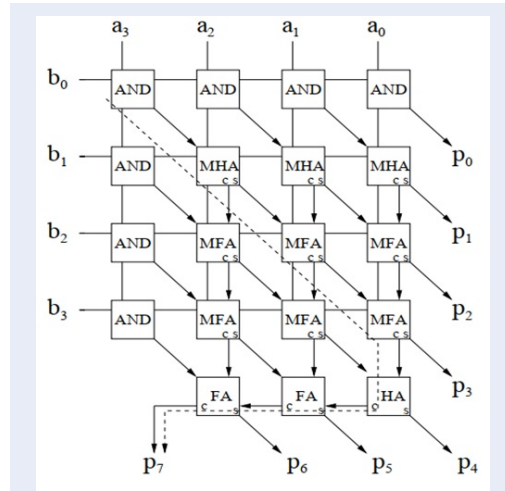 a3 a2 a1 a0
b0 AND AND AND AND
b1 AND MHA MHA MHA p0
c s c s c s
b2 AND MFA MFA MFA p1
c s c s c s
b3 AND MFA MFA MFA p2
c s c s c s
FA FA HA p3
c s c s c s
p7 p6 p5 p4